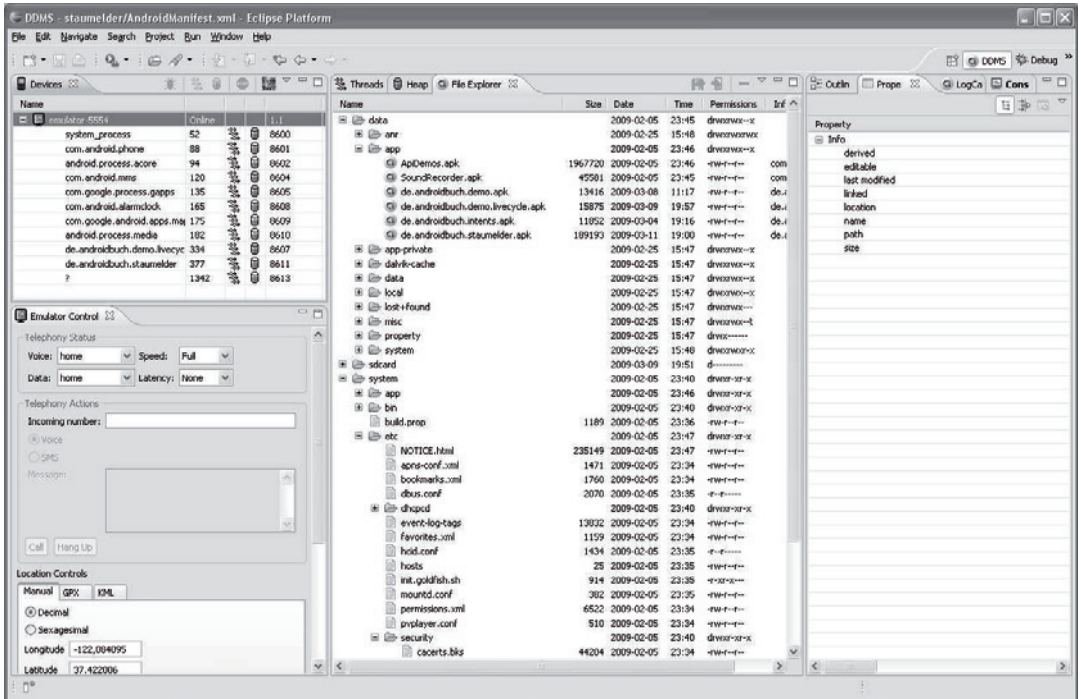 DDMS - staumelder/AndroidManifest.xml - Eclipse Platform
File Edit Navigate Search Project Run Window Help
DDMS Debug »
Devices
Name
emulator-5554 Online 1.1
system_process 52 8600
com.android.phone 88 8601
android.process.acore 94 8602
com.android.mms 120 8604
com.google.process.gapps 135 8605
com.android.alarmclock 165 8608
com.google.android.apps.ma 175 8609
android.process.media 182 8610
de.androidbuch.demo.livecyc 334 8607
de.androidbuch.staumelder 377 8611
? 1342 8613
Emulator Control
Telephony Status
Voice: home Speed: Full
Data: home Latency: None
Telephony Actions
Incoming number:
Voice
SMS
Message:
Call Hang Up
Location Controls
Manual GPX KML
Decimal
Sexagesimal
Longitude -122,084095
Latitude 37.422006
Threads Heap File Explorer
Name Size Date Time Permissions Inf
data 2009-02-05 23:45 drwxrwx--x
anr 2009-02-25 15:48 drwxrwxrwx
app 2009-02-05 23:46 drwxrwx--x
ApiDemos.apk 1967720 2009-02-05 23:46 -rw-r--r-- com
SoundRecorder.apk 45581 2009-02-05 23:45 -rw-r--r-- com
de.androidbuch.demo.apk 13416 2009-03-08 11:17 -rw-r--r-- de.
de.androidbuch.demo.livecycle.apk 15875 2009-03-09 19:57 -rw-r--r-- de.
de.androidbuch.intents.apk 11852 2009-03-04 19:16 -rw-r--r-- de.
de.androidbuch.staumelder.apk 189193 2009-03-11 19:00 -rw-r--r-- de.
app-private 2009-02-25 15:47 drwxrwx--x
dalvik-cache 2009-02-25 15:47 drwxrwx--x
data 2009-02-25 15:47 drwxrwx--x
local 2009-02-25 15:47 drwxrwx--x
lost+found 2009-02-25 15:47 drwxrwx---
misc 2009-02-25 15:47 drwxrwx--t
property 2009-02-25 15:47 drwx------
system 2009-02-25 15:48 drwxrwxr-x
sdcard 2009-03-09 19:51 d---------
system 2009-02-05 23:40 drwxr-xr-x
app 2009-02-05 23:46 drwxr-xr-x
bin 2009-02-05 23:40 drwxr-xr-x
build.prop 1189 2009-02-05 23:36 -rw-r--r--
etc 2009-02-05 23:47 drwxr-xr-x
NOTICE.html 235149 2009-02-05 23:47 -rw-r--r--
apns-conf.xml 1471 2009-02-05 23:34 -rw-r--r--
bookmarks.xml 1760 2009-02-05 23:34 -rw-r--r--
dbus.conf 2070 2009-02-05 23:35 -r--r-----
dhcpcd 2009-02-05 23:40 drwxr-xr-x
event-log-tags 13832 2009-02-05 23:34 -rw-r--r--
favorites.xml 1159 2009-02-05 23:34 -rw-r--r--
hcid.conf 1434 2009-02-05 23:35 -r--r-----
hosts 25 2009-02-05 23:35 -rw-r--r--
init.goldfish.sh 914 2009-02-05 23:35 -r-xr-x---
mountd.conf 382 2009-02-05 23:35 -rw-r--r--
permissions.xml 6522 2009-02-05 23:34 -rw-r--r--
pvplayer.conf 510 2009-02-05 23:34 -rw-r--r--
security 2009-02-05 23:40 drwxr-xr-x
cacerts.bks 44204 2009-02-05 23:34 -rw-r--r--
Outlin Prope LogCa Cons
Property
Info
derived
editable
last modified
linked
location
name
path
size